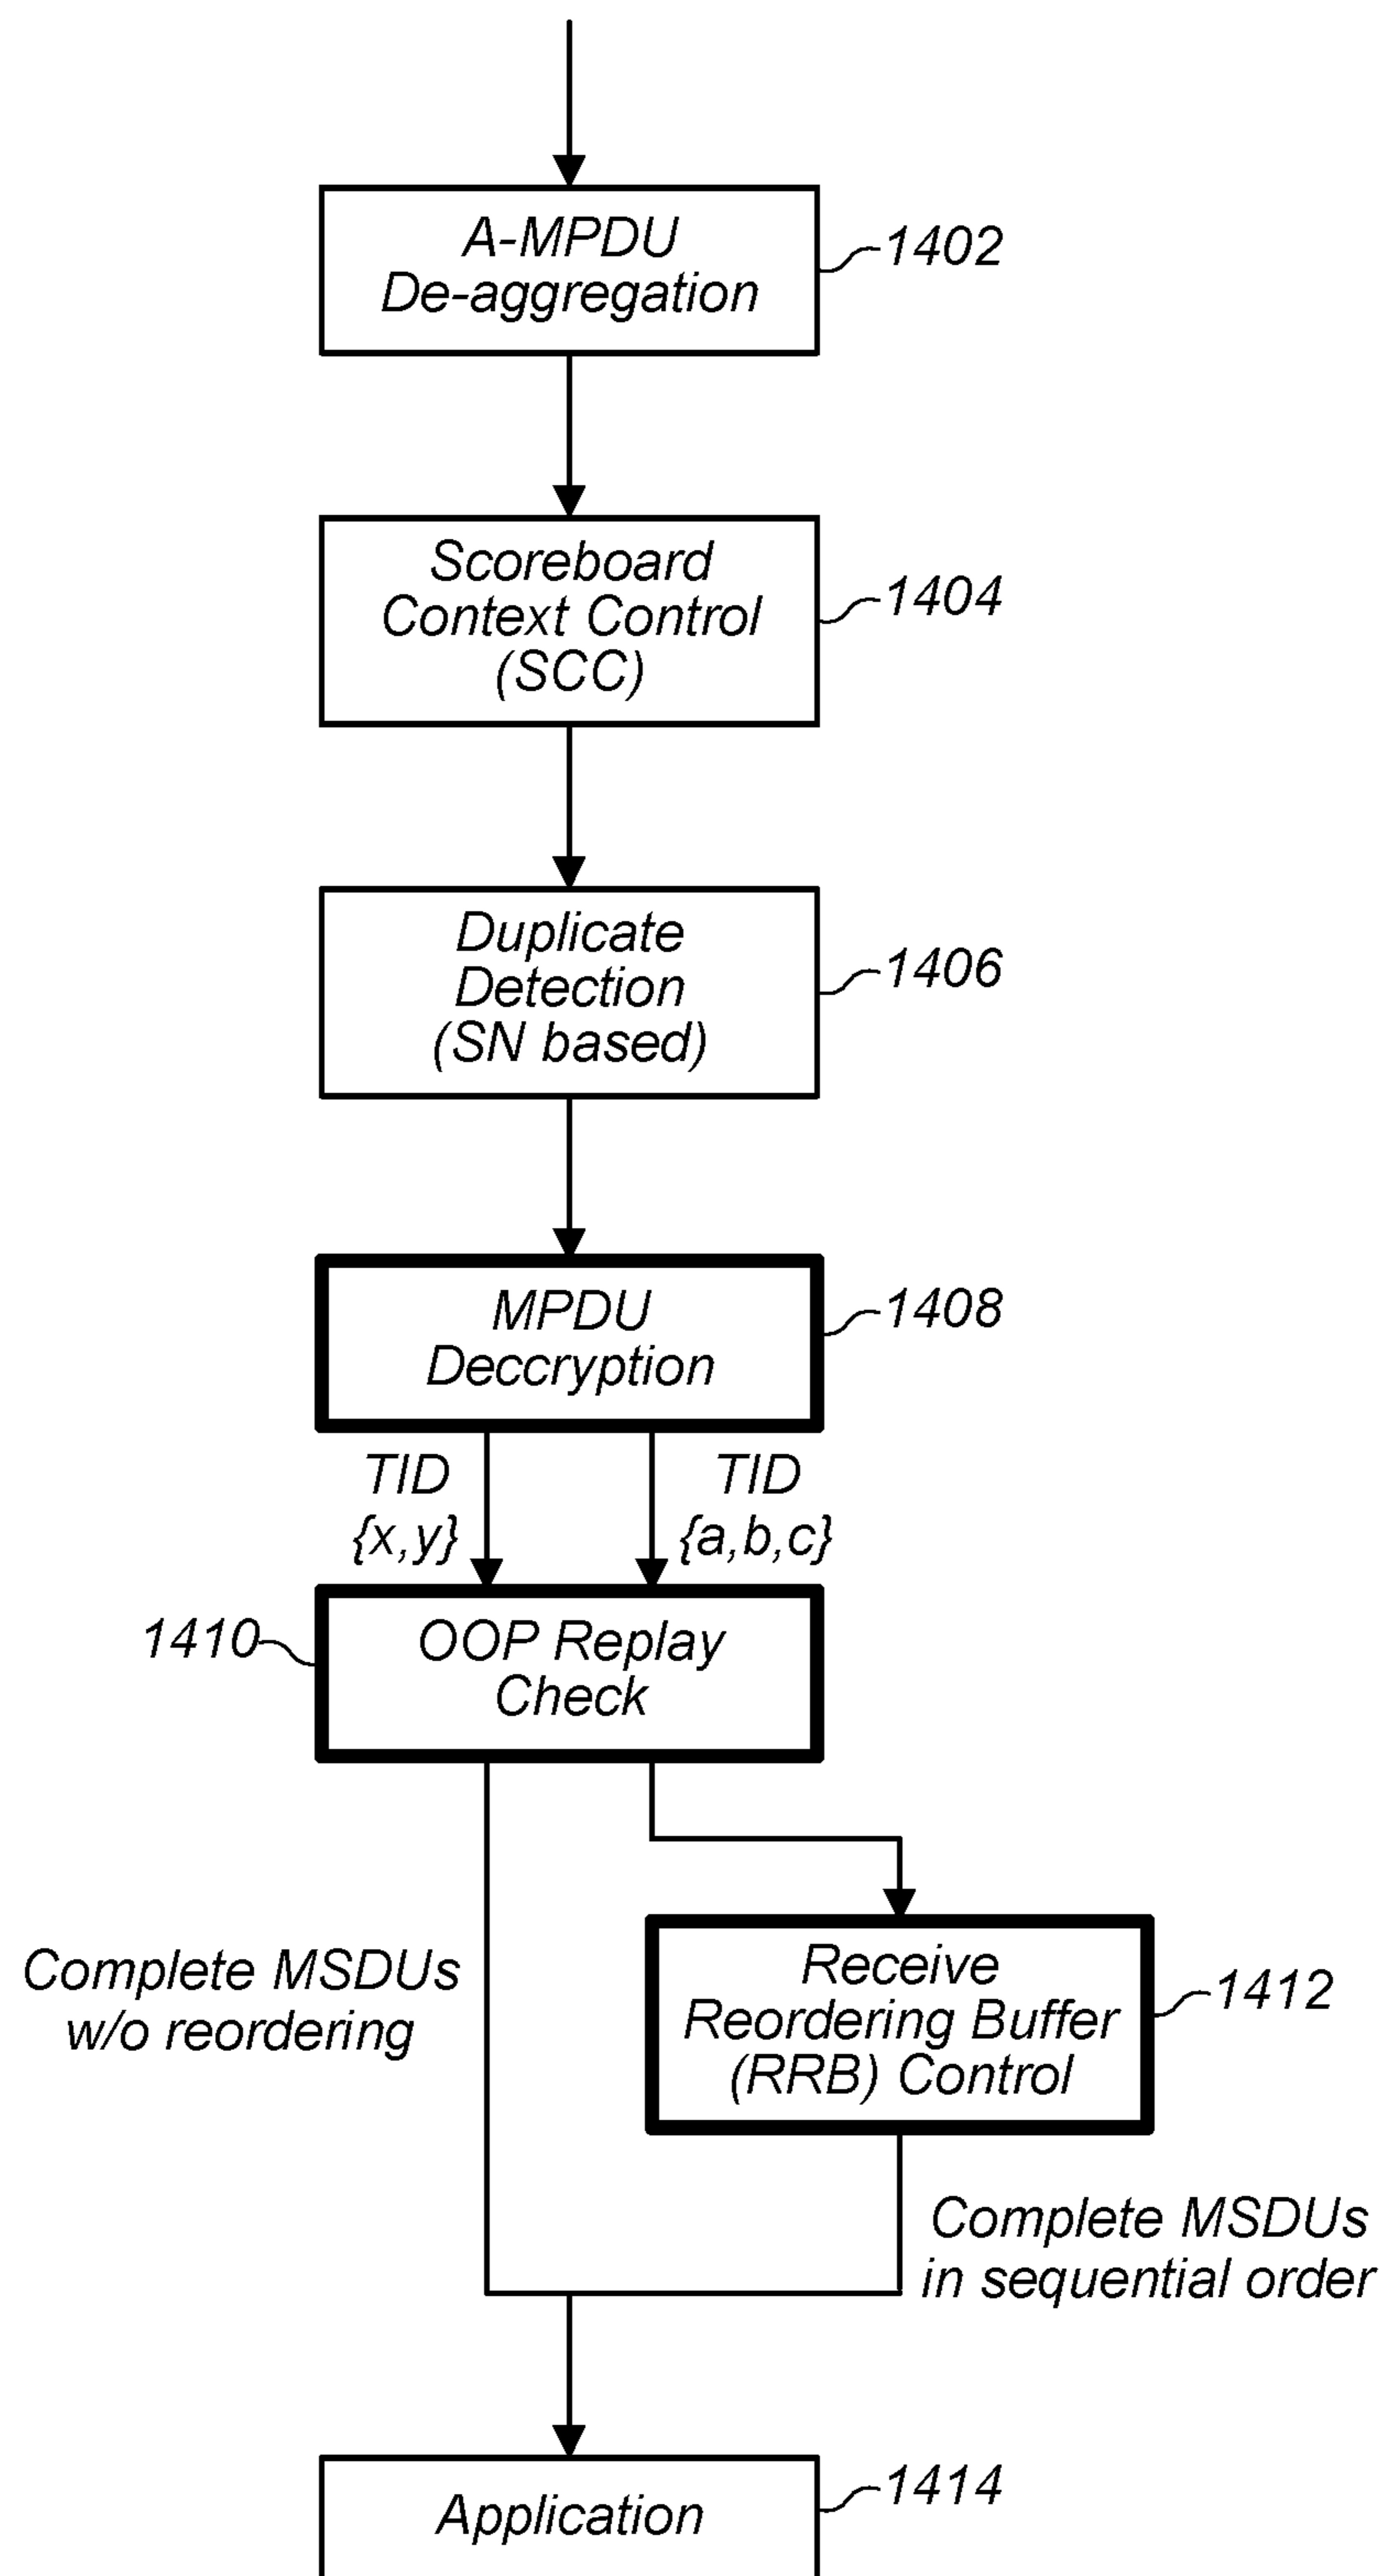 A-MPDU
De-aggregation
1402
Scoreboard
Context Control
(SCC)
1404
Duplicate
Detection
(SN based)
1406
MPDU
Deccryption
1408
TID
{x,y}
TID
{a,b,c}
1410
OOP Replay
Check
Complete MSDUs
w/o reordering
Receive
Reordering Buffer
(RRB) Control
1412
Complete MSDUs
in sequential order
Application
1414